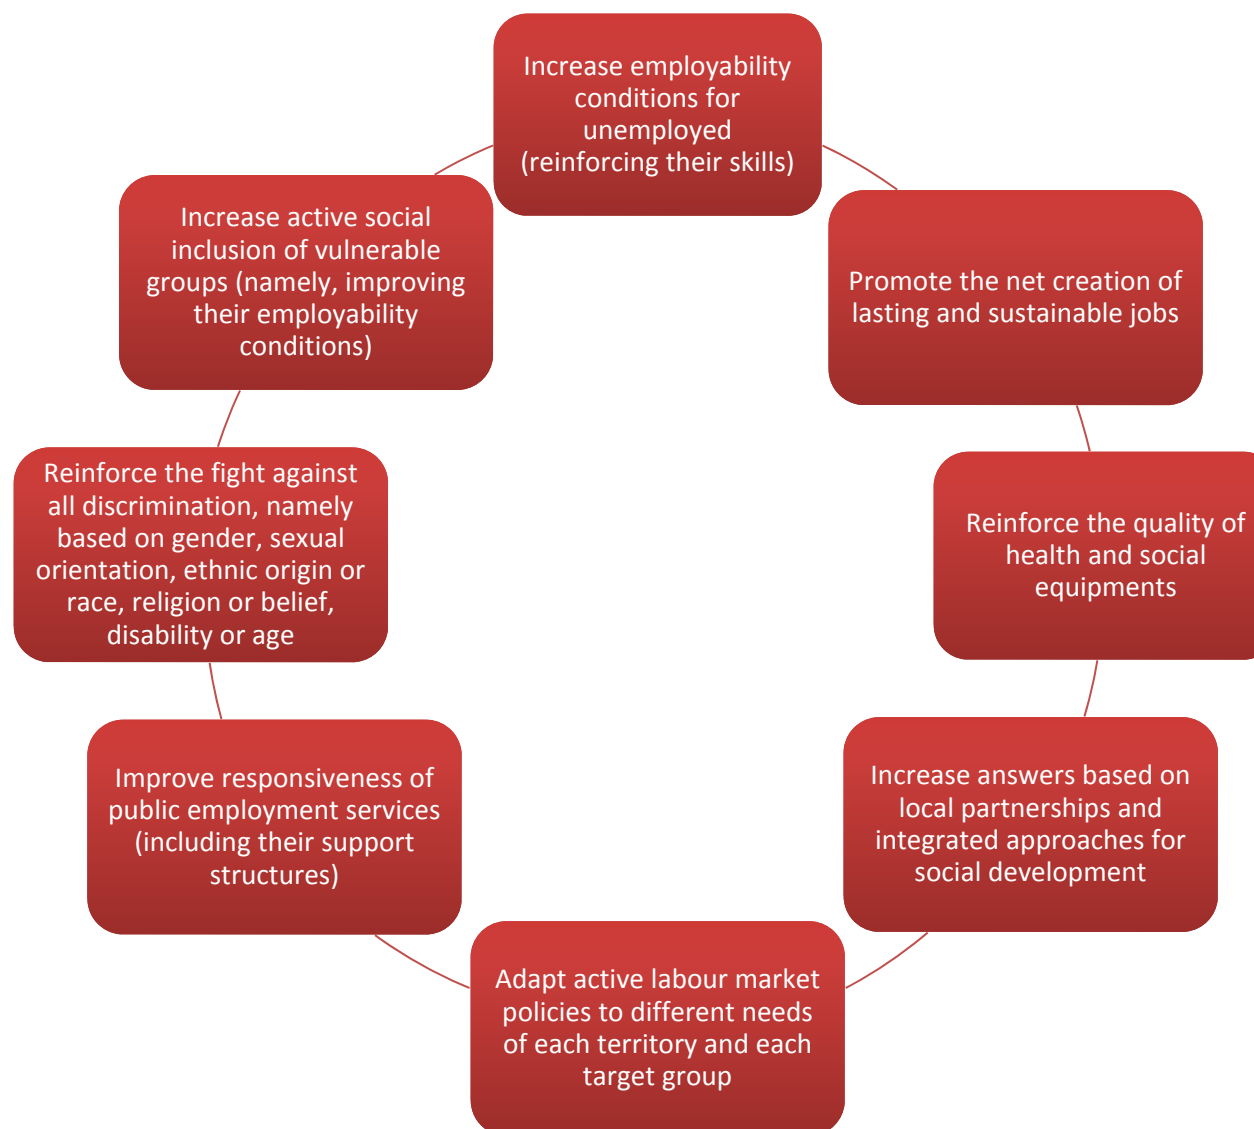 Increase employability
conditions for
unemployed
(reinforcing their skills)
Promote the net creation of
lasting and sustainable jobs
Reinforce the quality of
health and social
equipments
Increase answers based on
local partnerships and
integrated approaches for
social development
Adapt active labour market
policies to different needs
of each territory and each
target group
Improve responsiveness of
public employment services
(including their support
structures)
Reinforce the fight against
all discrimination, namely
based on gender, sexual
orientation, ethnic origin or
race, religion or belief,
disability or age
Increase active social
inclusion of vulnerable
groups (namely, improving
their employability
conditions)